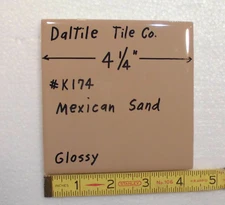 Daltile Tile Co.
4 1/4"
#K174
Mexican Sand
Glossy
1 2 3 4 5